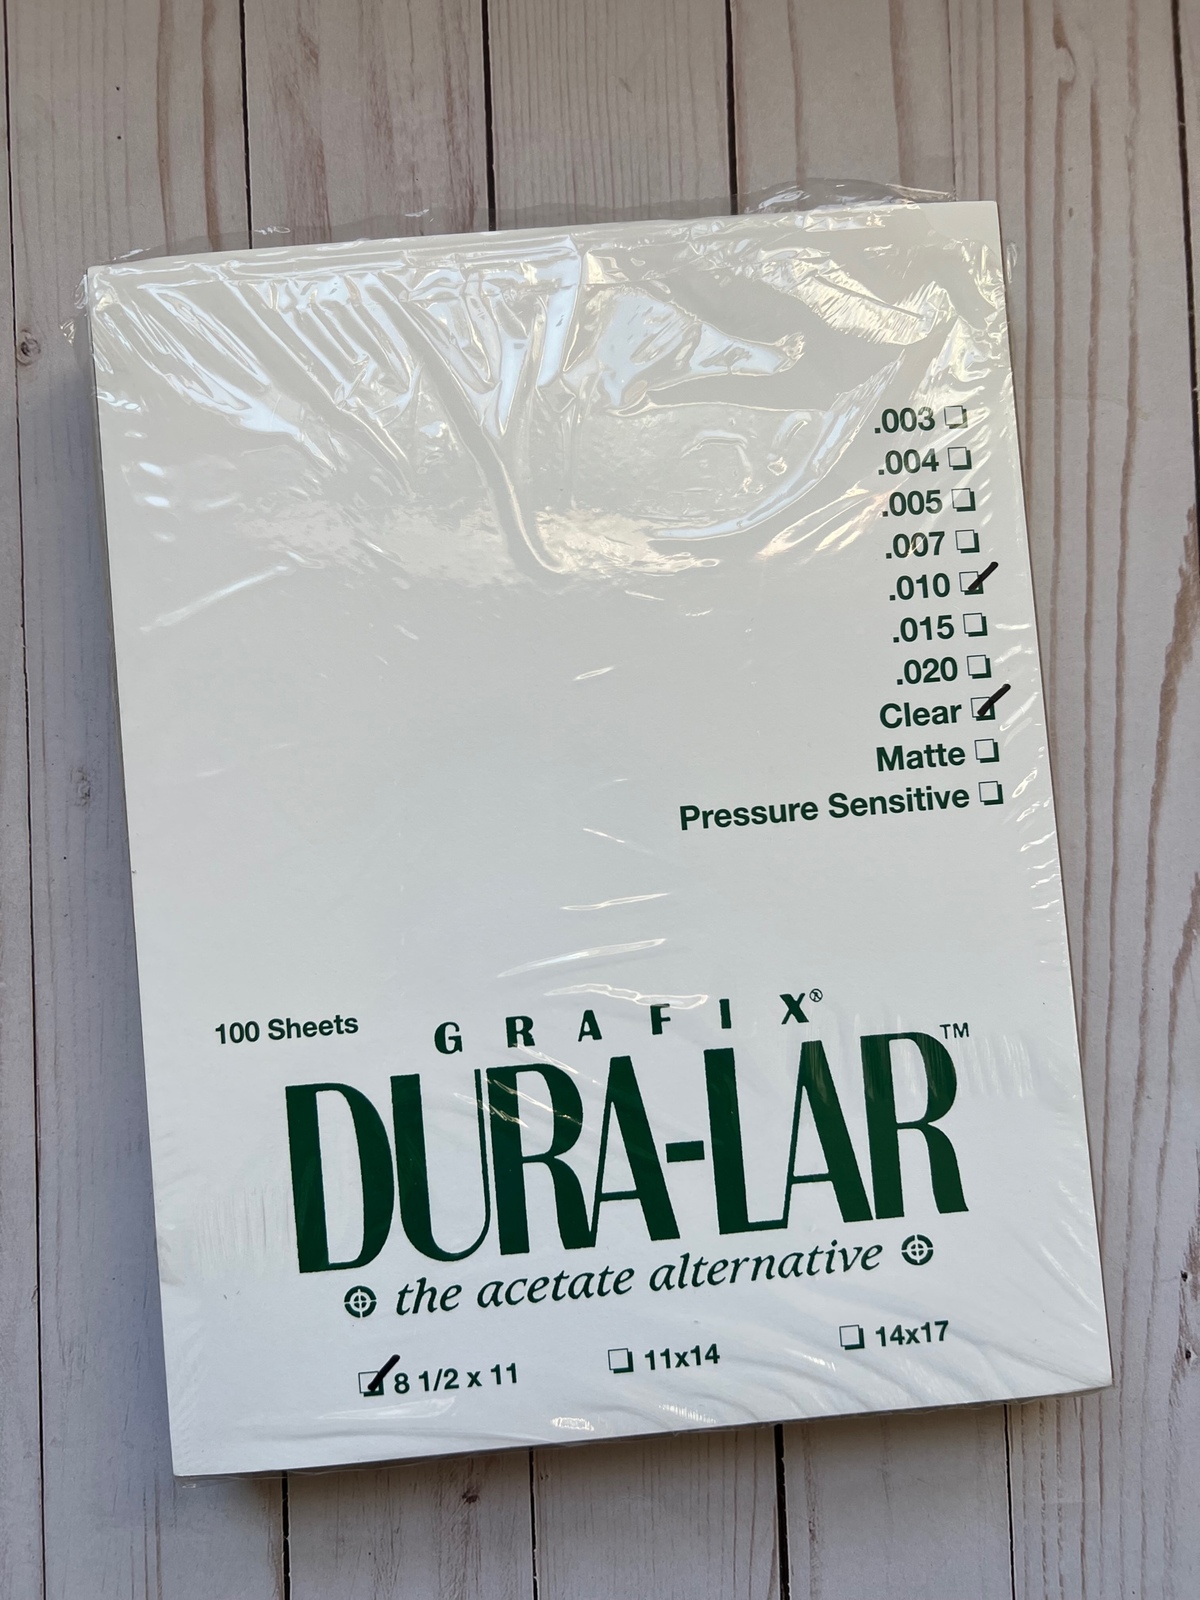 .003
.004
.005
.007
.010
.015
.020
Clear
Matte
Pressure Sensitive
100 Sheets
GRAFIX®
DURA-LAR™
the acetate alternative
8 1/2 x 11
11x14
14x17